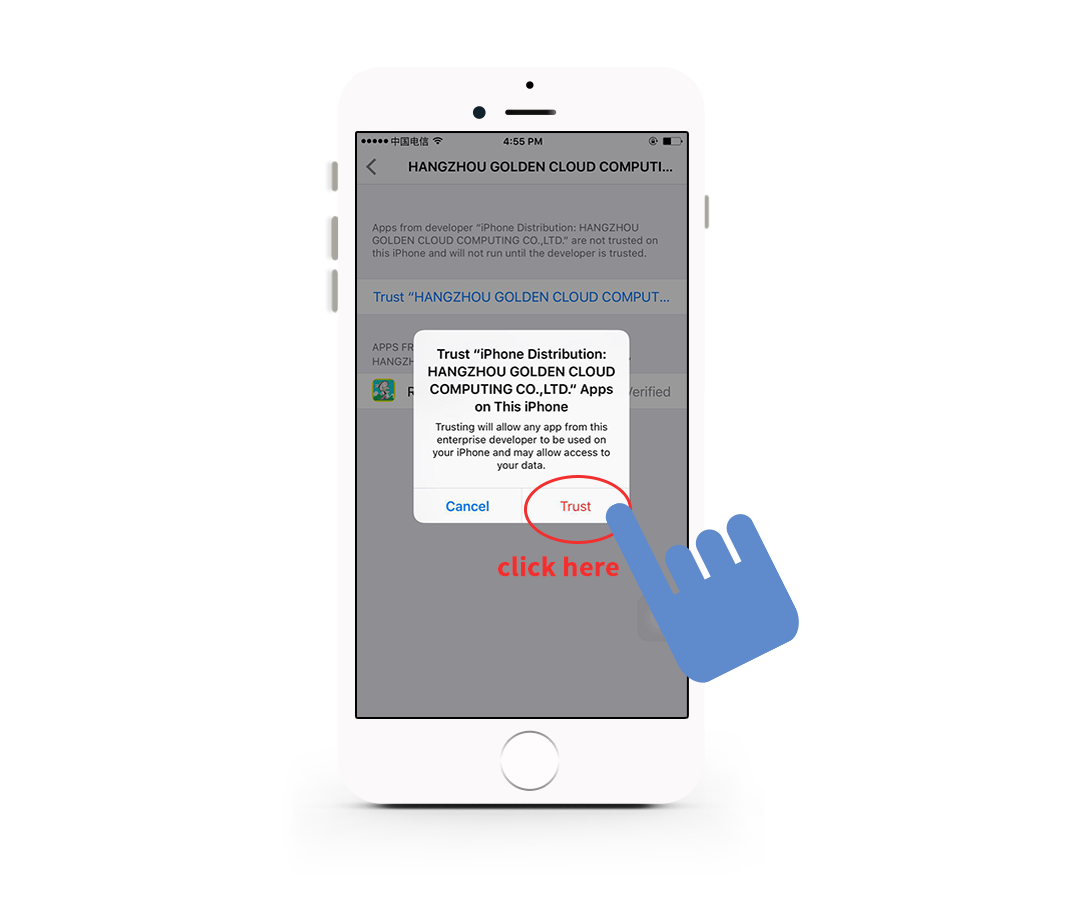 中国电信
4:55 PM
HANGZHOU GOLDEN CLOUD COMPUTI...
Apps from developer “iPhone Distribution: HANGZHOU
GOLDEN CLOUD COMPUTING CO.,LTD.” are not trusted on
this iPhone and will not run until the developer is trusted.
Trust “HANGZHOU GOLDEN CLOUD COMPUT...
APPS FR
HANGZH
Trust “iPhone Distribution:
HANGZHOU GOLDEN CLOUD
COMPUTING CO.,LTD.” Apps
on This iPhone
Trusting will allow any app from this
enterprise developer to be used on
your iPhone and may allow access to
your data.
Verified
Cancel
Trust
click here